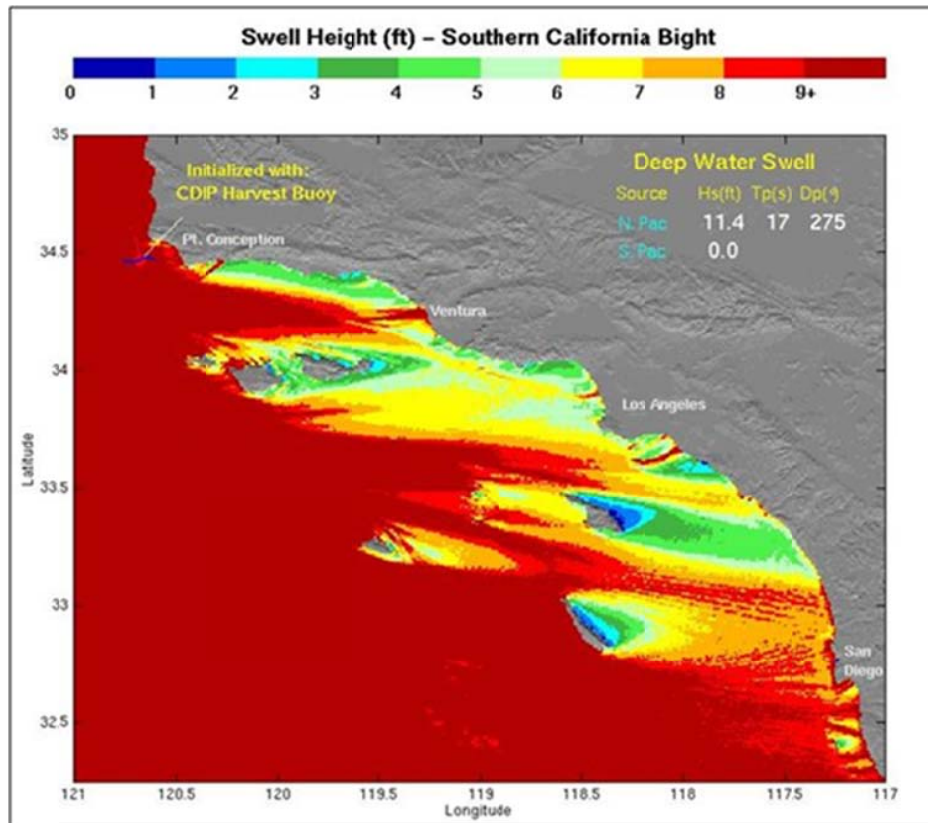 Swell Height (ft) – Southern California Bight
0 1 2 3 4 5 6 7 8 9+
35
34.5
34
33.5
33
32.5
Latitude
Initialized with:
CDIP Harvest Buoy
Pt. Conception
Ventura
Los Angeles
San
Diego
Deep Water Swell
Source Hs(ft) Tp(s) Dp(°)
N. Pac 11.4 17 275
S. Pac 0.0
121 120.5 120 119.5 119 118.5 118 117.5 117
Longitude